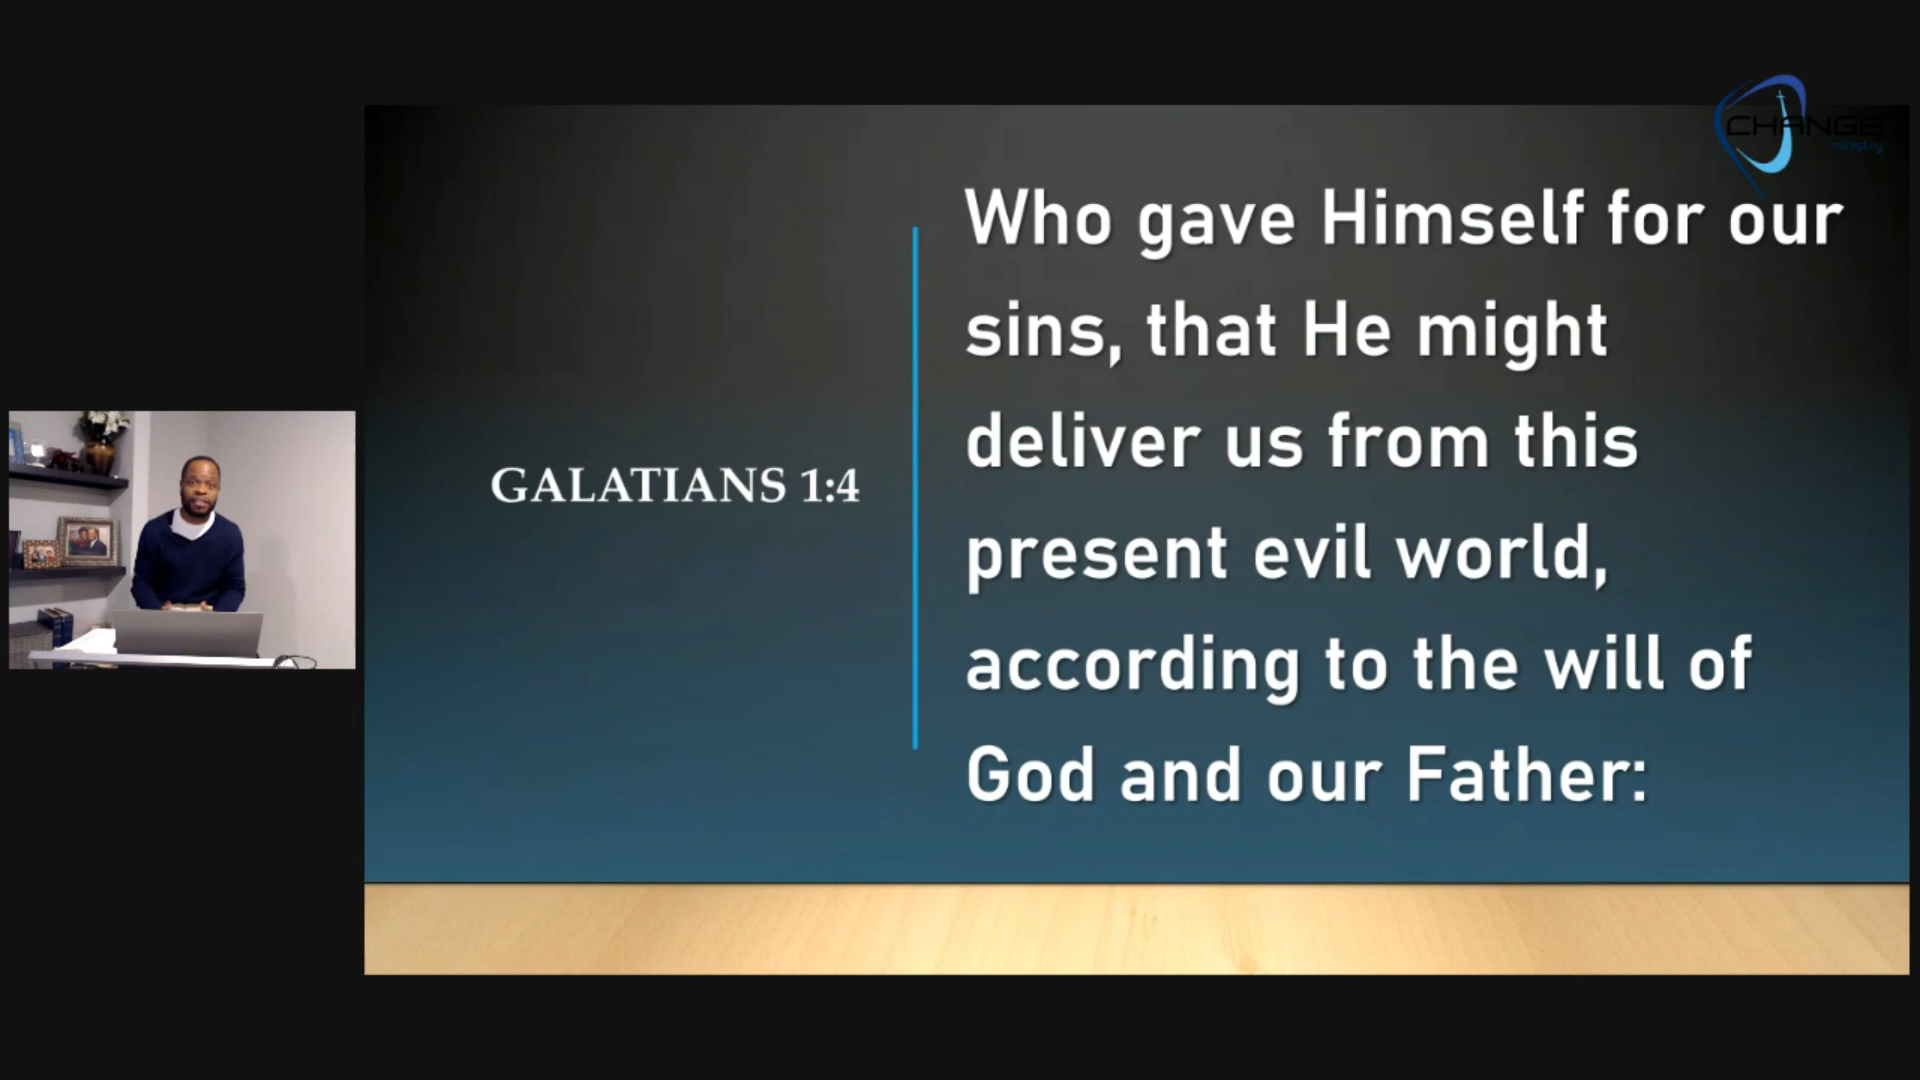 CHANGE
ministry
GALATIANS 1:4
Who gave Himself for our
sins, that He might
deliver us from this
present evil world,
according to the will of
God and our Father: